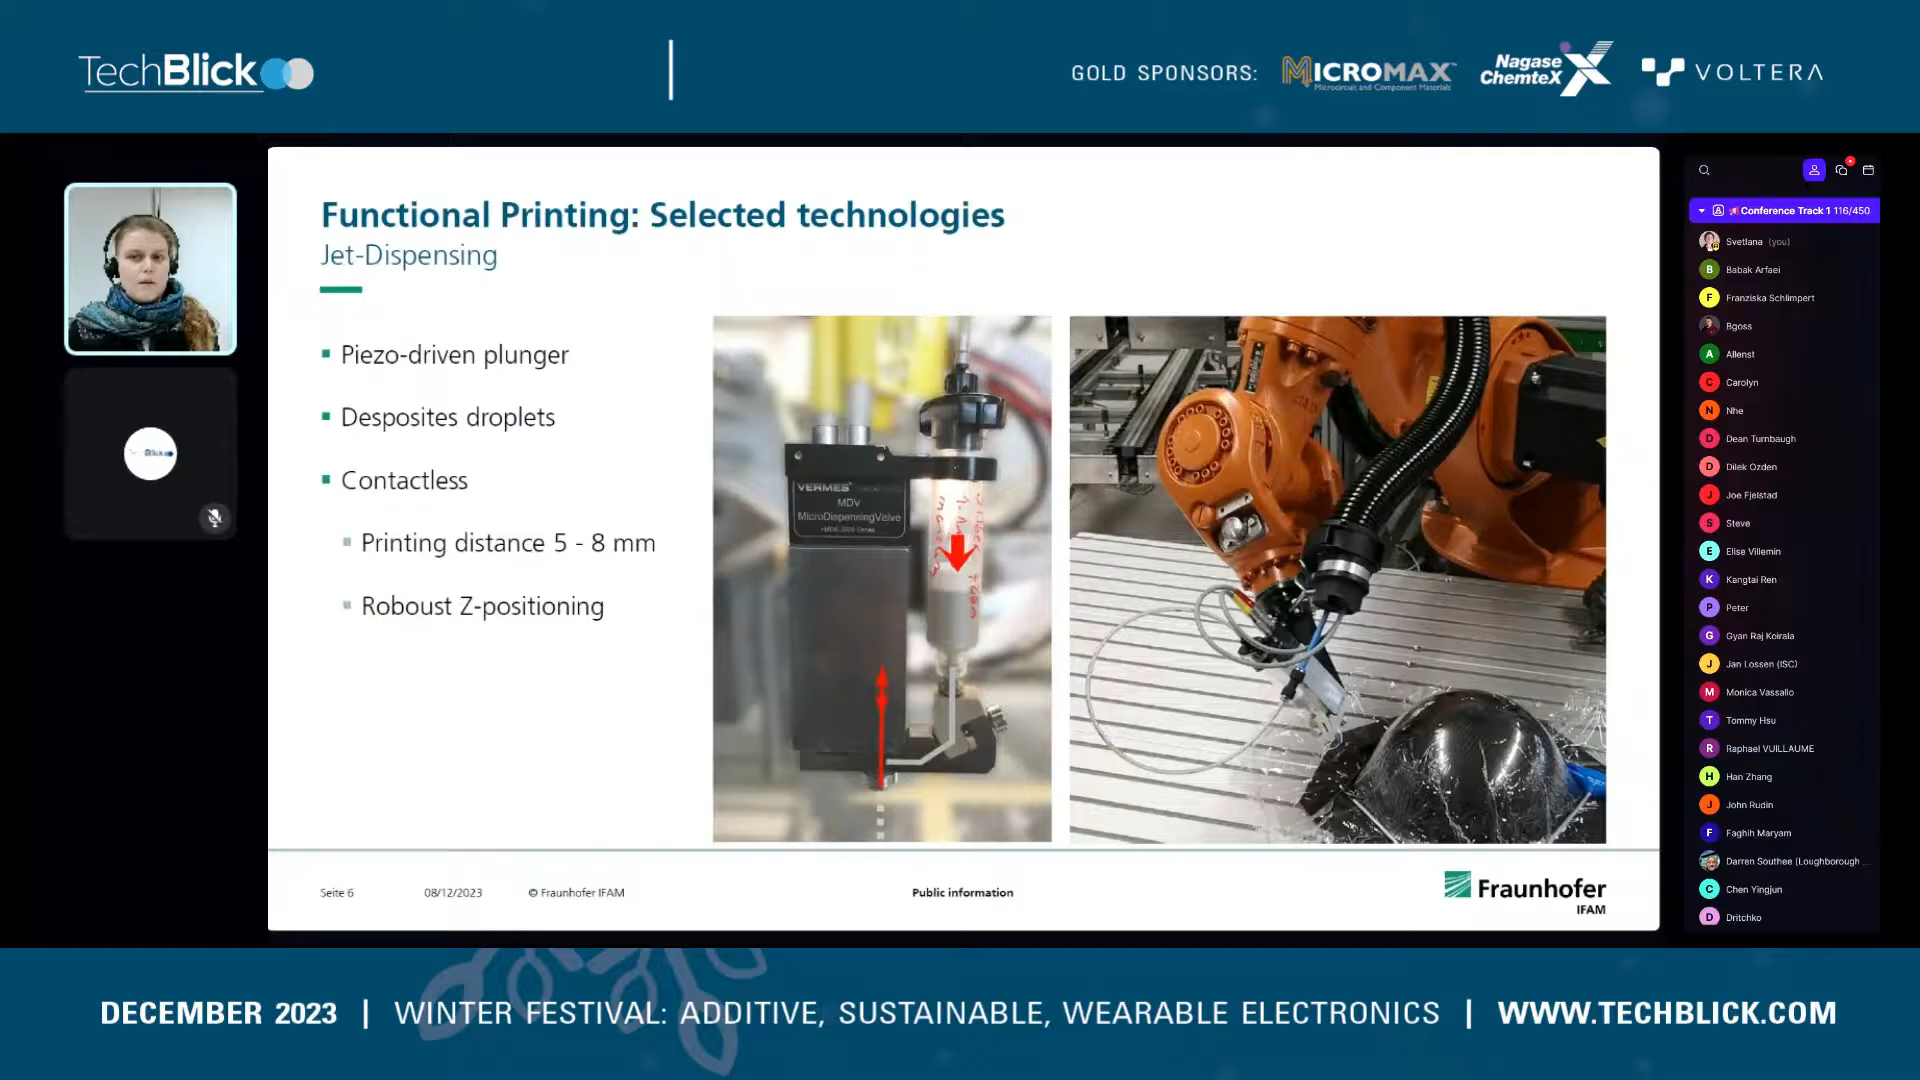 TechBlick
GOLD SPONSORS:
MICROMAX™
Microcircuit and Component Materials
Nagase
ChemteX
VOLTERA
Functional Printing: Selected technologies
Jet-Dispensing
Piezo-driven plunger
Desposites droplets
Contactless
Printing distance 5 - 8 mm
Roboust Z-positioning
VERMES
MDV
MicroDispensingValve
Seite 6
08/12/2023
© Fraunhofer IFAM
Public information
Fraunhofer
IFAM
Conference Track 1 116/450
Svetlana (you)
B Babak Arfaei
F Franziska Schlimpert
Bgoss
A Allenst
C Carolyn
N Nhe
D Dean Turnbaugh
D Dilek Ozden
J Joe Fjelstad
S Steve
E Elise Villemin
K Kangtai Ren
P Peter
G Gyan Raj Koirala
J Jan Lossen (ISC)
M Monica Vassallo
T Tommy Hsu
R Raphael VUILLAUME
H Han Zhang
J John Rudin
F Faghih Maryam
Darren Southee (Loughborough ...
C Chen Yingjun
D Dritchko
DECEMBER 2023 | WINTER FESTIVAL: ADDITIVE, SUSTAINABLE, WEARABLE ELECTRONICS | WWW.TECHBLICK.COM